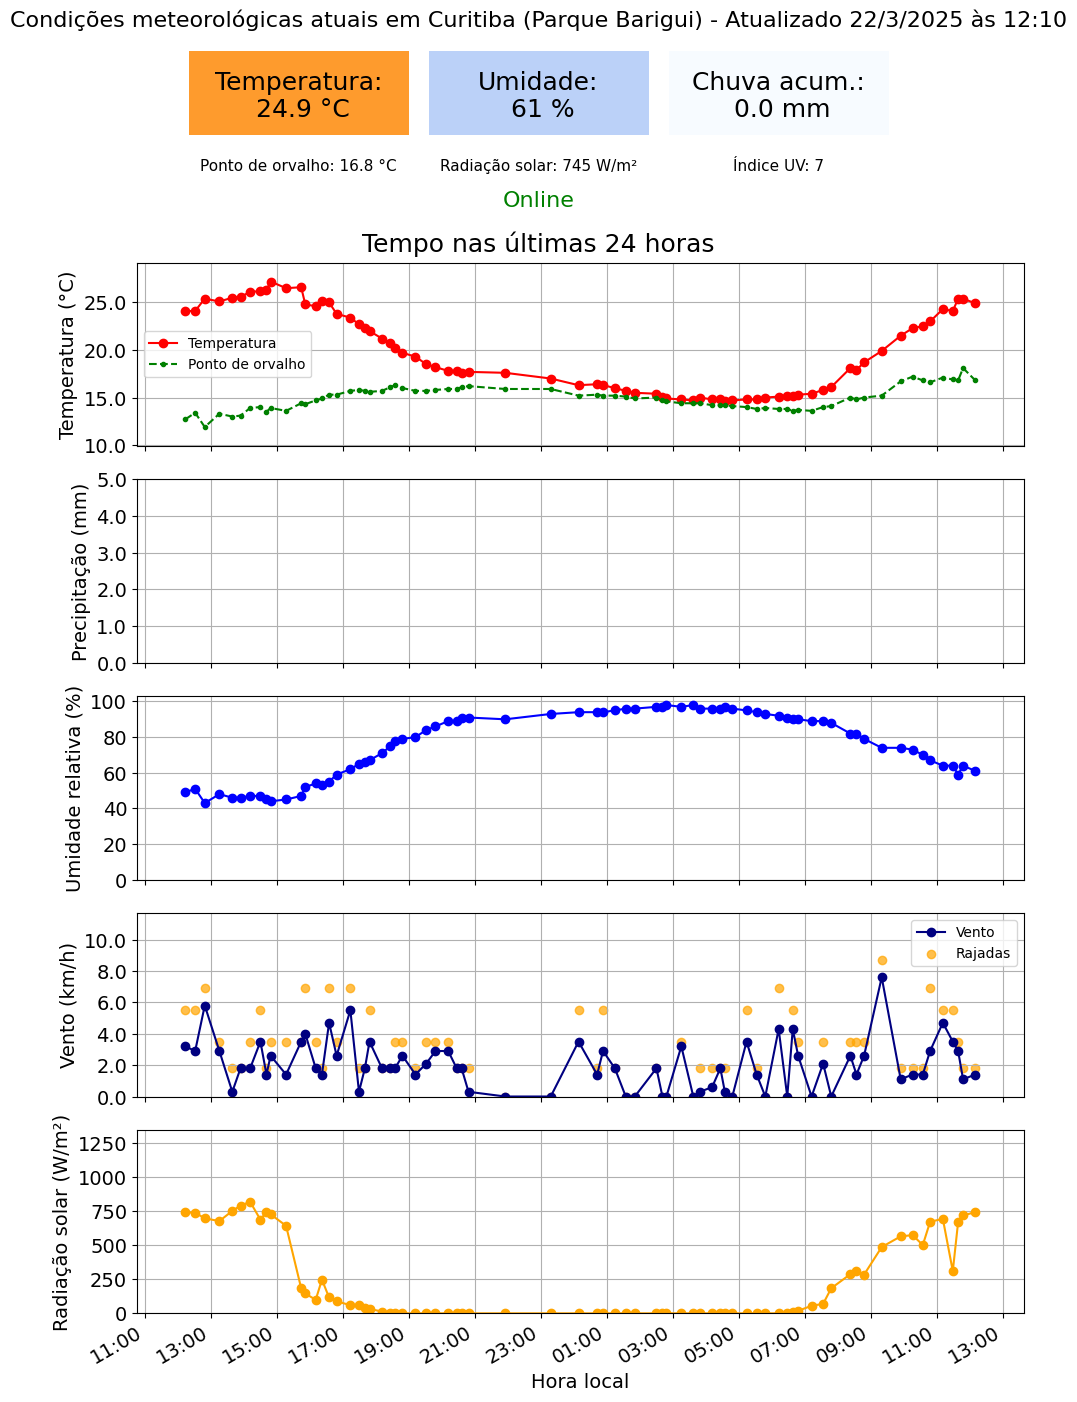 Condições meteorológicas atuais em Curitiba (Parque Barigui) - Atualizado 22/3/2025 às 12:10
Temperatura:
24.9 °C
Umidade:
61 %
Chuva acum.:
0.0 mm
Ponto de orvalho: 16.8 °C
Radiação solar: 745 W/m²
Índice UV: 7
Online
Tempo nas últimas 24 horas
Temperatura (°C)
25.0
20.0
15.0
10.0
Temperatura
Ponto de orvalho
Precipitação (mm)
5.0
4.0
3.0
2.0
1.0
0.0
Umidade relativa (%)
100
80
60
40
20
0
Vento (km/h)
10.0
8.0
6.0
4.0
2.0
0.0
Vento
Rajadas
Radiação solar (W/m²)
1250
1000
750
500
250
0
11:00
13:00
15:00
17:00
19:00
21:00
23:00
01:00
03:00
05:00
07:00
09:00
11:00
13:00
Hora local